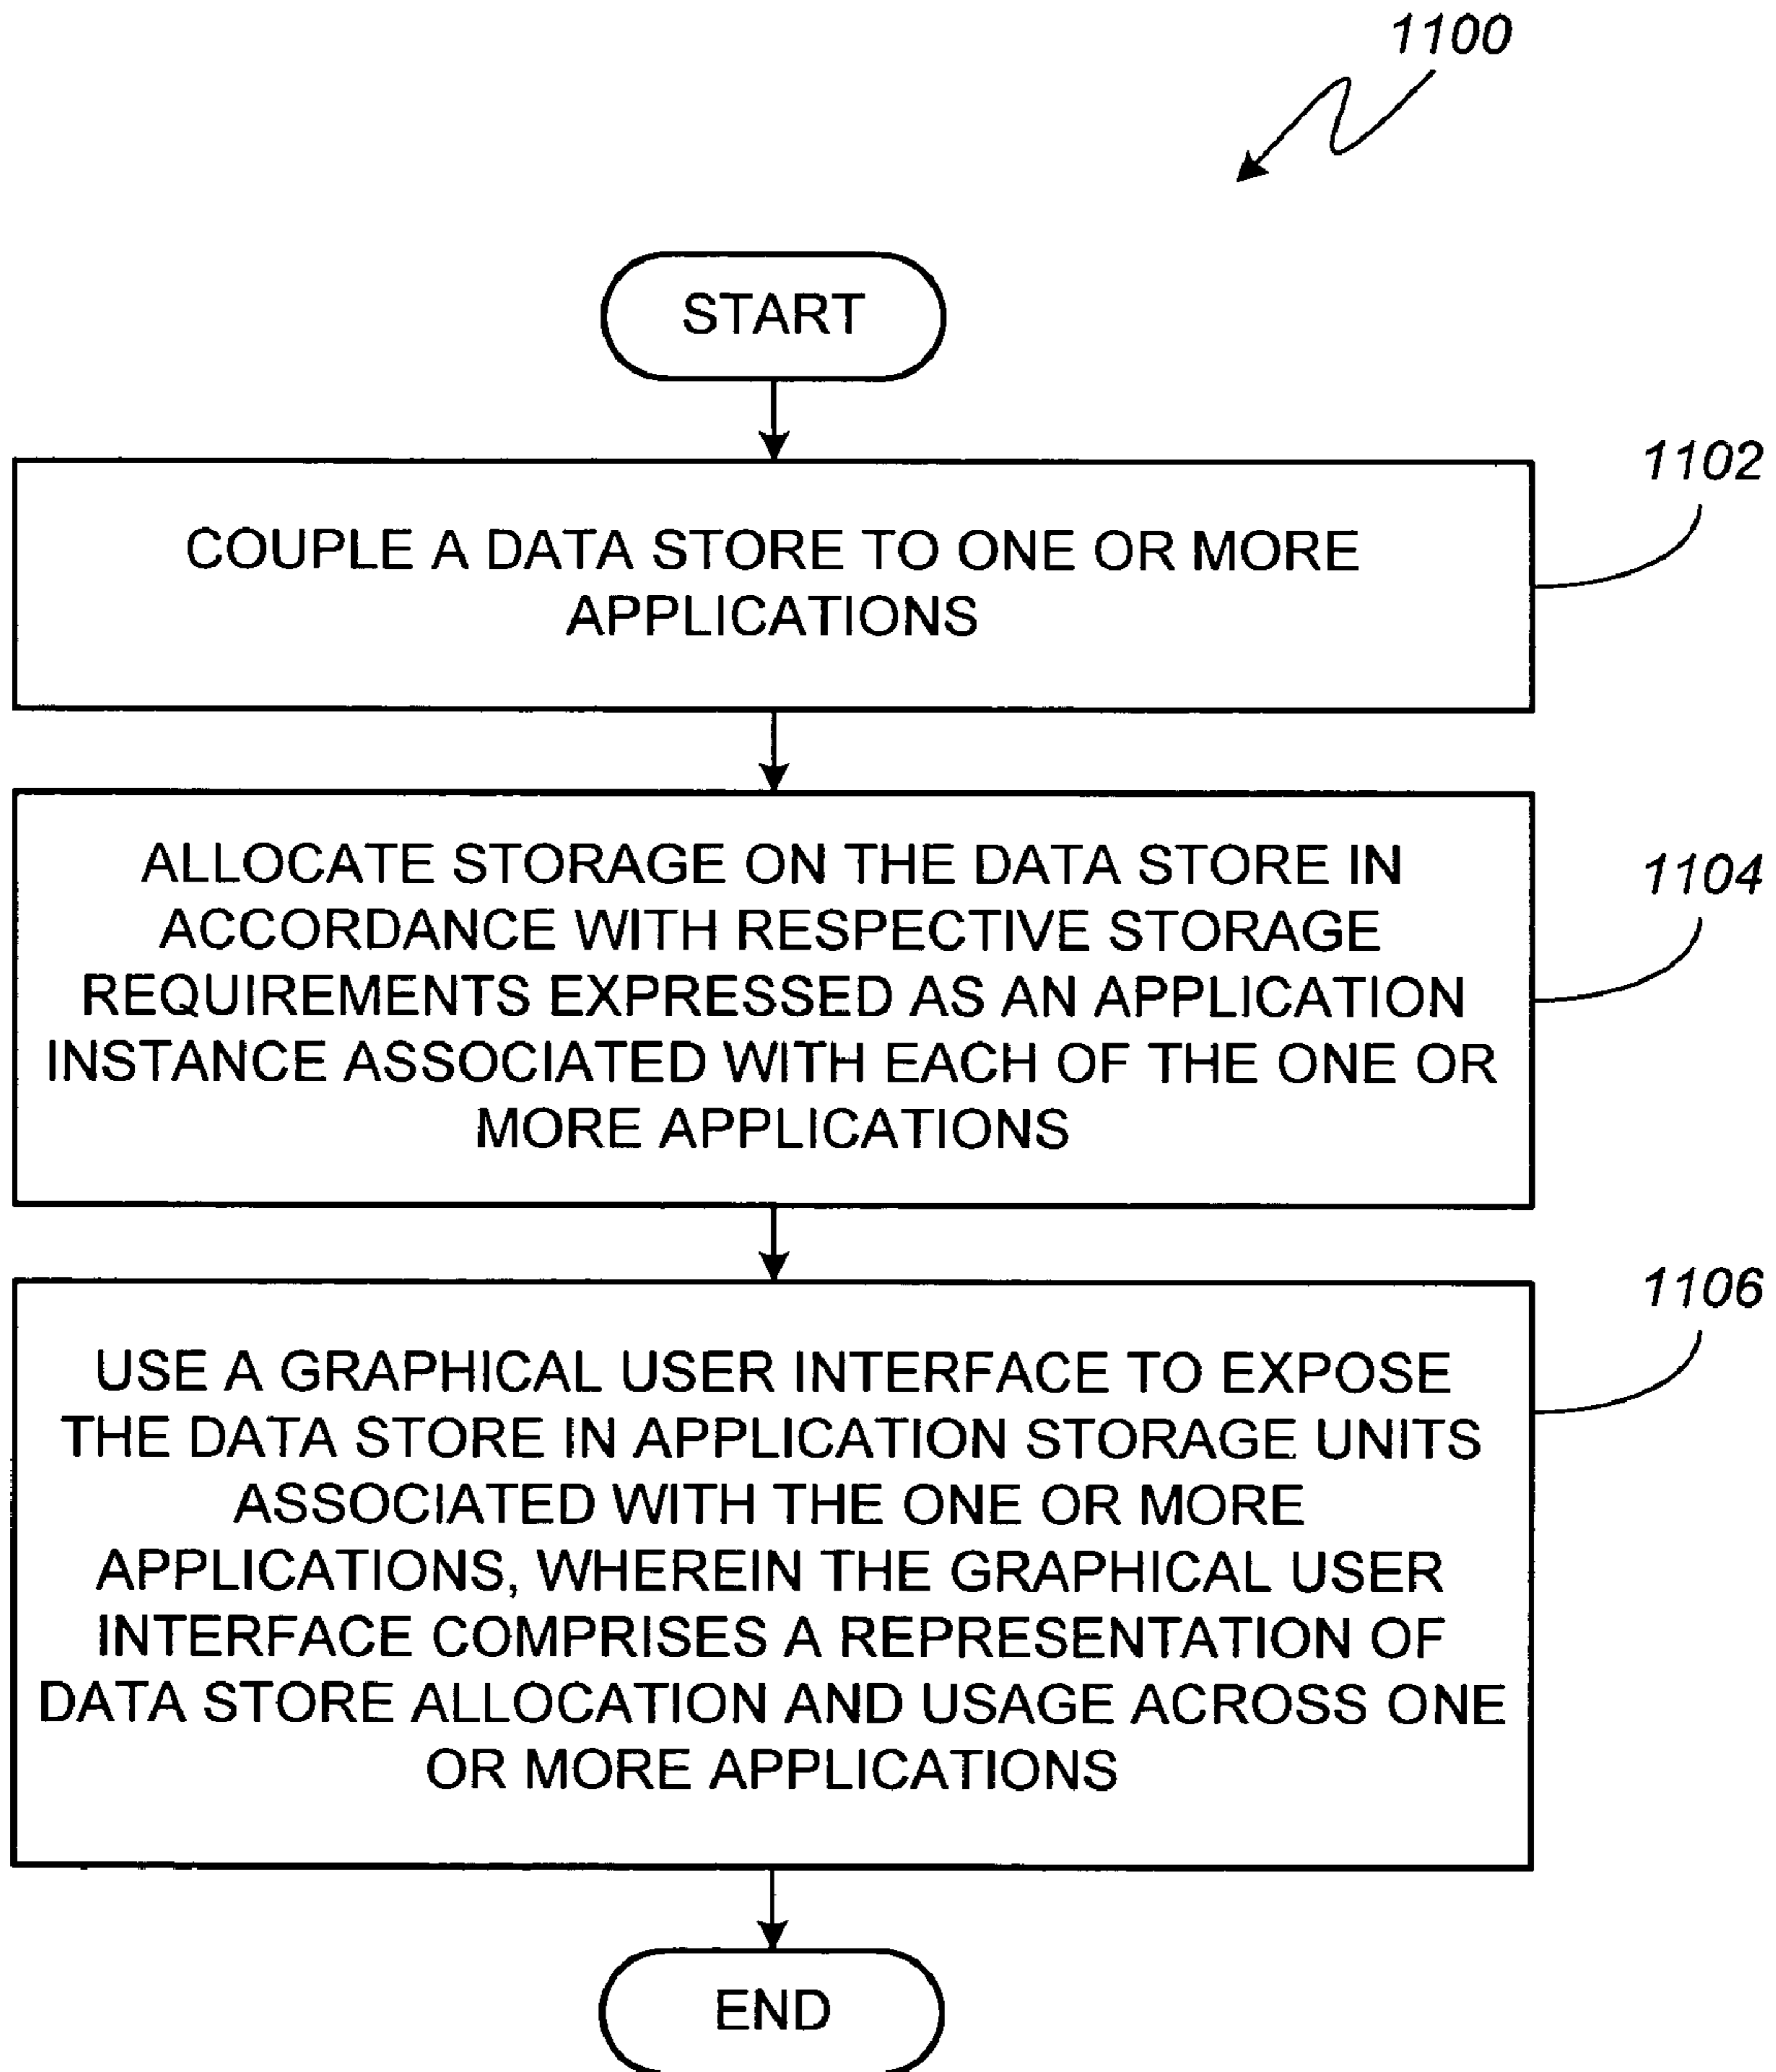 1100
START
1102
COUPLE A DATA STORE TO ONE OR MORE
APPLICATIONS
1104
ALLOCATE STORAGE ON THE DATA STORE IN
ACCORDANCE WITH RESPECTIVE STORAGE
REQUIREMENTS EXPRESSED AS AN APPLICATION
INSTANCE ASSOCIATED WITH EACH OF THE ONE OR
MORE APPLICATIONS
1106
USE A GRAPHICAL USER INTERFACE TO EXPOSE
THE DATA STORE IN APPLICATION STORAGE UNITS
ASSOCIATED WITH THE ONE OR MORE
APPLICATIONS, WHEREIN THE GRAPHICAL USER
INTERFACE COMPRISES A REPRESENTATION OF
DATA STORE ALLOCATION AND USAGE ACROSS ONE
OR MORE APPLICATIONS
END